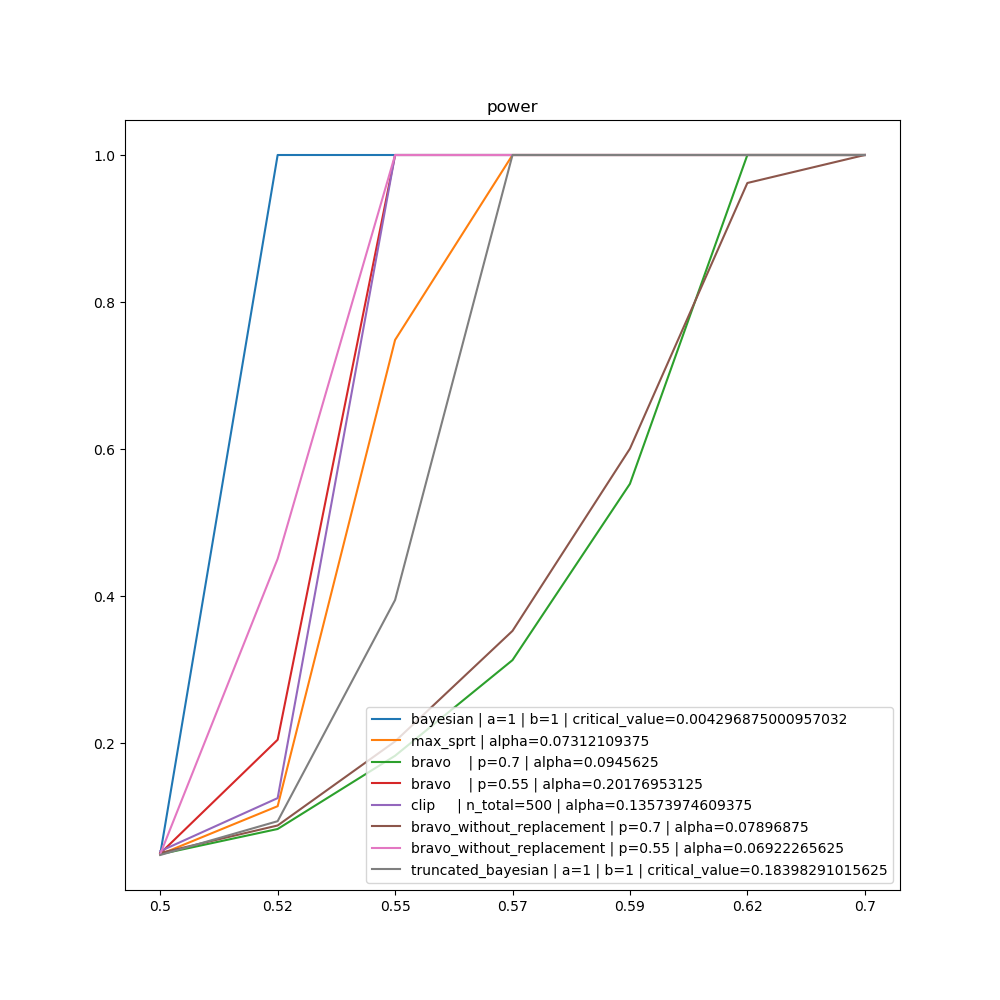 power
1.0
0.8
0.6
0.4
0.2
bayesian | a=1 | b=1 | critical_value=0.004296875000957032
max_sprt | alpha=0.07312109375
bravo    | p=0.7 | alpha=0.0945625
bravo    | p=0.55 | alpha=0.20176953125
clip     | n_total=500 | alpha=0.13573974609375
bravo_without_replacement | p=0.7 | alpha=0.07896875
bravo_without_replacement | p=0.55 | alpha=0.06922265625
truncated_bayesian | a=1 | b=1 | critical_value=0.18398291015625
0.5 0.52 0.55 0.57 0.59 0.62 0.7